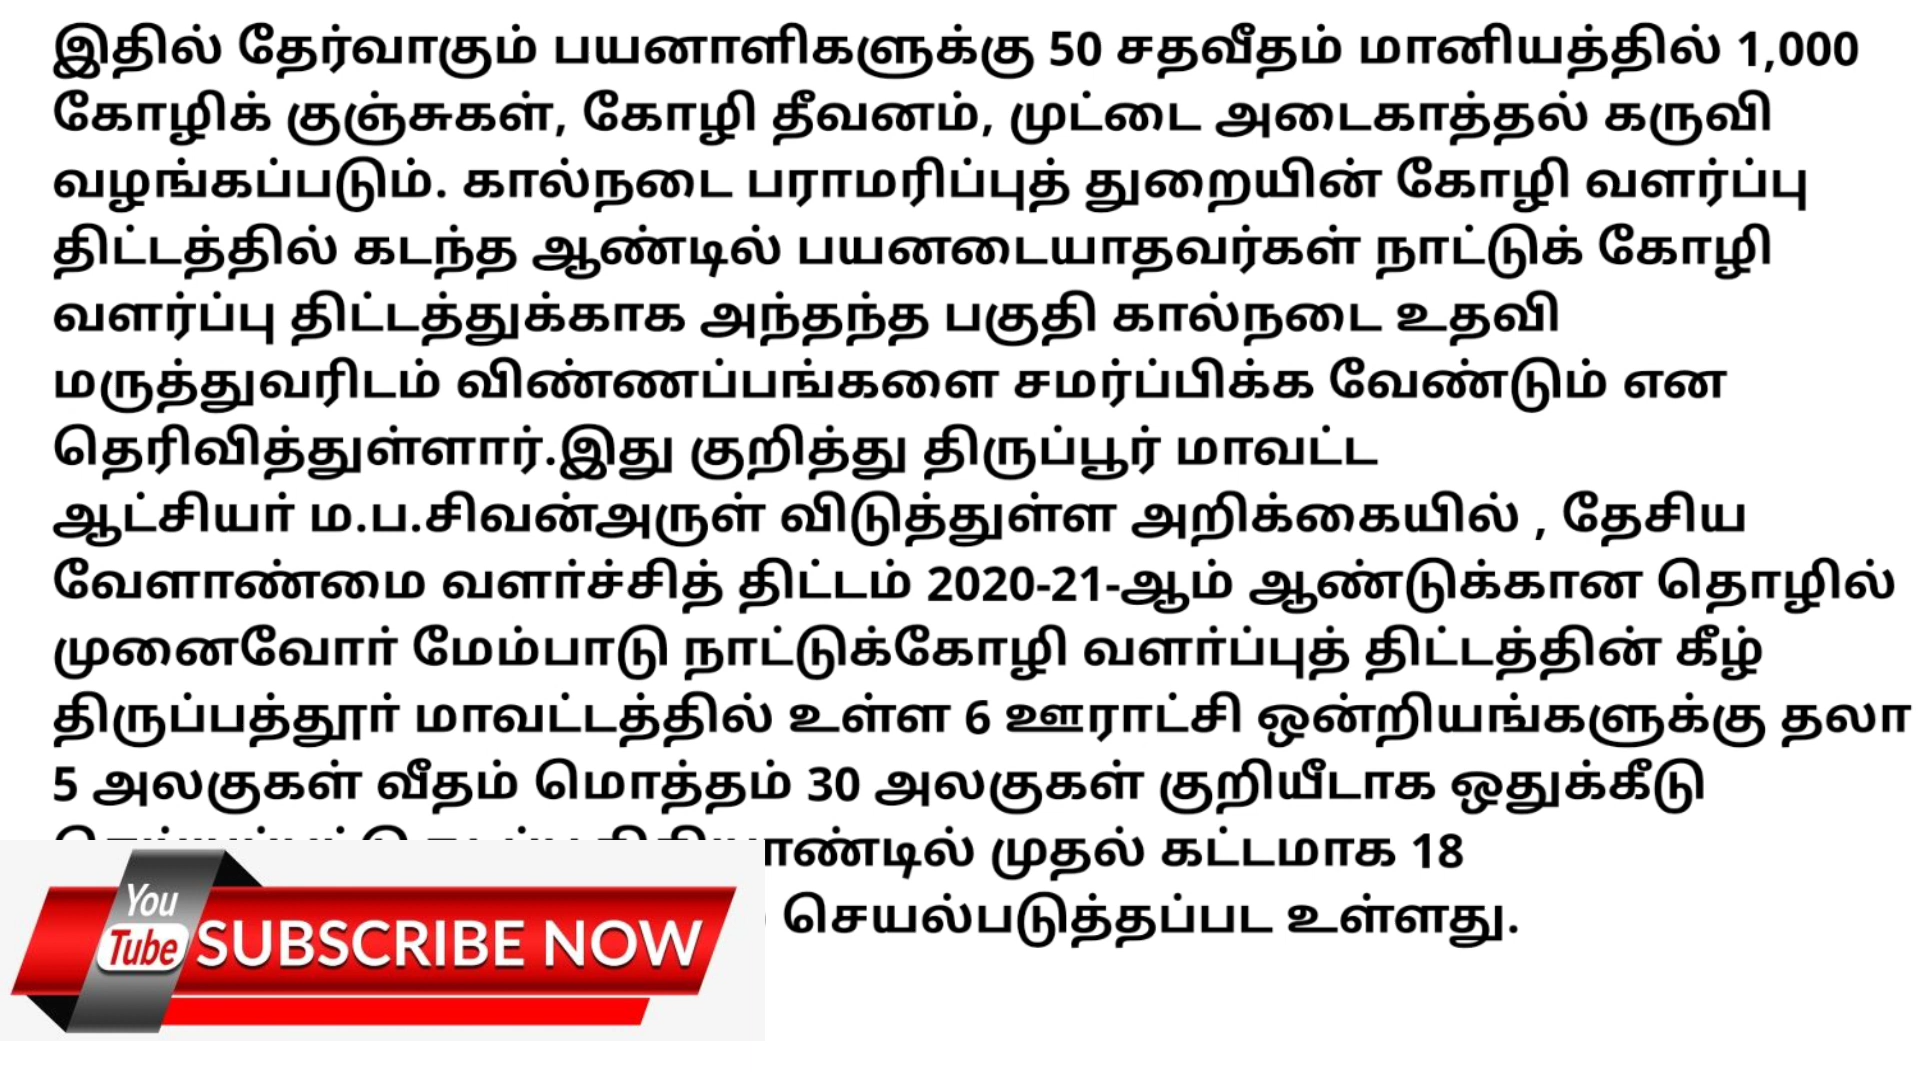 இதில் தேர்வாகும் பயனாளிகளுக்கு 50 சதவீதம் மானியத்தில் 1,000
கோழிக் குஞ்சுகள், கோழி தீவனம், முட்டை அடைகாத்தல் கருவி
வழங்கப்படும். கால்நடை பராமரிப்புத் துறையின் கோழி வளர்ப்பு
திட்டத்தில் கடந்த ஆண்டில் பயனடையாதவர்கள் நாட்டுக் கோழி
வளர்ப்பு திட்டத்துக்காக அந்தந்த பகுதி கால்நடை உதவி
மருத்துவரிடம் விண்ணப்பங்களை சமர்ப்பிக்க வேண்டும் என
தெரிவித்துள்ளார்.இது குறித்து திருப்பூர் மாவட்ட
ஆட்சியர் ம.ப.சிவன்அருள் விடுத்துள்ள அறிக்கையில் , தேசிய
வேளாண்மை வளர்ச்சித் திட்டம் 2020-21-ஆம் ஆண்டுக்கான தொழில்
முனைவோர் மேம்பாடு நாட்டுக்கோழி வளர்ப்புத் திட்டத்தின் கீழ்
திருப்பத்தூர் மாவட்டத்தில் உள்ள 6 ஊராட்சி ஒன்றியங்களுக்கு தலா
5 அலகுகள் வீதம் மொத்தம் 30 அலகுகள் குறியீடாக ஒதுக்கீடு
முதல் கட்டமாக 18
செயல்படுத்தப்பட உள்ளது.
You
Tube SUBSCRIBE NOW